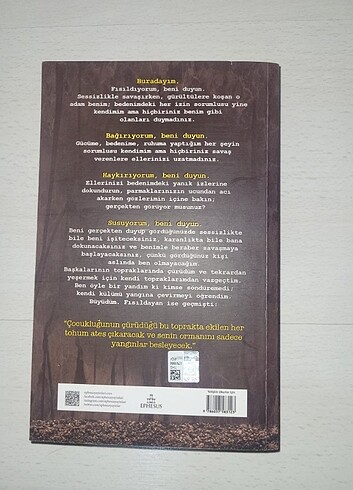 Buradayım.
Fısıldıyorum, beni duyun.
Sessizlikle savaşırken, gürültülere koşan o
adam benim; bedenimdeki her izin sorumlusu yine
kendimim ama hiçbiriniz benim gibi
olanları duymadınız.
Bağırıyorum, beni duyun.
Gücüme, bedenime, ruhuma yaptığım her şeyin
sorumlusu kendimim ama hiçbiriniz savaş
verenlere ellerinizi uzatmadınız.
Haykırıyorum, beni duyun.
Ellerinizi bedenimdeki yanık izlerine
dokundurun, parmaklarınızın ucundan acı
akarken gözlerimin içine bakın;
gerçekten görüyor musunuz?
Susuyorum, beni duyun.
Beni gerçekten duyup gördüğünüzde sessizlikte
bile beni işiteceksiniz, karanlıkta bile bana
dokunacaksınız ve benimle beraber savaşmaya
başlayacaksınız, çünkü gördüğünüz kişi
aslında ben olmayacağım.
Başkalarının topraklarında çürüdüm ve tekrardan
yeşermek için kendi topraklarımdan vazgeçtim.
Ben öyle bir yandım ki kimse söndüremedi;
kendi külümü yangına çevirmeyi öğrendim.
Büyüdüm. Fısıldayan ise geçmişti:
"Çocukluğunun çürüdüğü bu toprakta ekilen her
tohum ateş çıkaracak ve senin ormanını sadece
yangınlar besleyecek."
EPHESUS